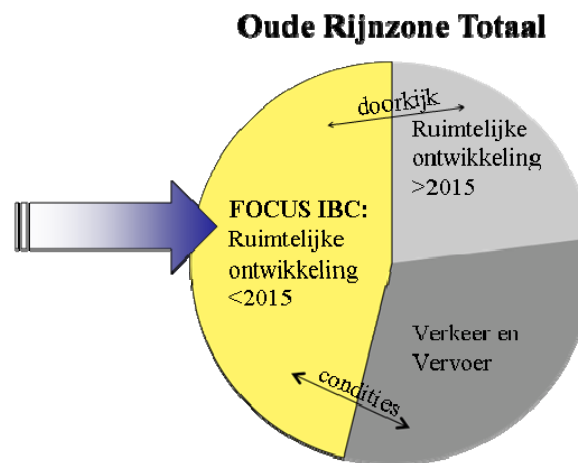 Oude Rijnzone Totaal
doorkijk
Ruimtelijke
ontwikkeling
>2015
FOCUS IBC:
Ruimtelijke
ontwikkeling
<2015
Verkeer en
Vervoer
condities